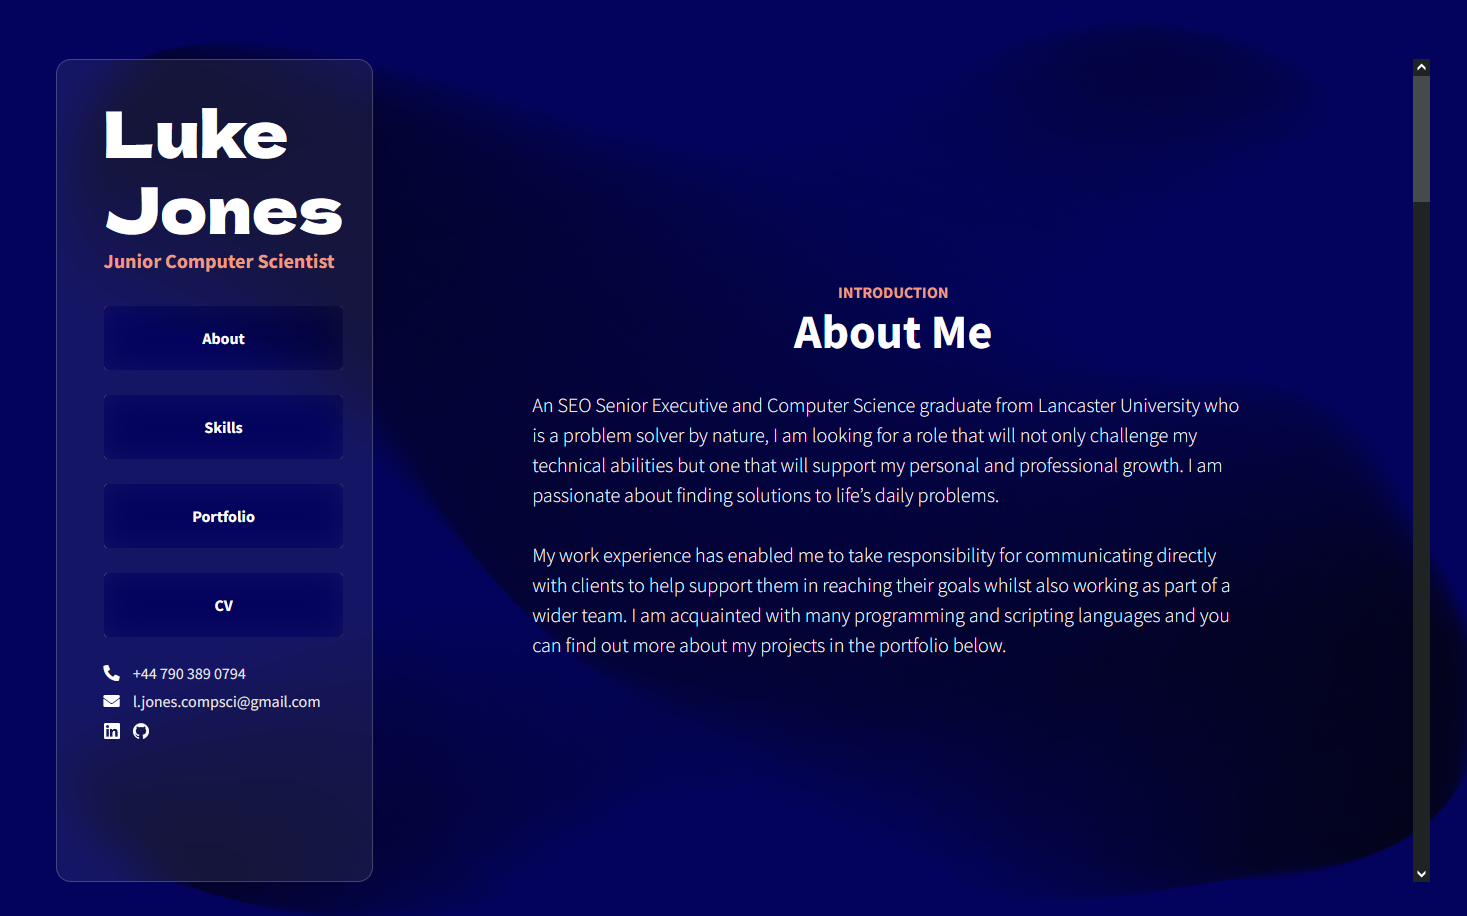 Luke
Jones
Junior Computer Scientist
About
Skills
Portfolio
CV
+44 790 389 0794
l.jones.compsci@gmail.com
in
INTRODUCTION
About Me
An SEO Senior Executive and Computer Science graduate from Lancaster University who
is a problem solver by nature, I am looking for a role that will not only challenge my
technical abilities but one that will support my personal and professional growth. I am
passionate about finding solutions to life’s daily problems.
My work experience has enabled me to take responsibility for communicating directly
with clients to help support them in reaching their goals whilst also working as part of a
wider team. I am acquainted with many programming and scripting languages and you
can find out more about my projects in the portfolio below.